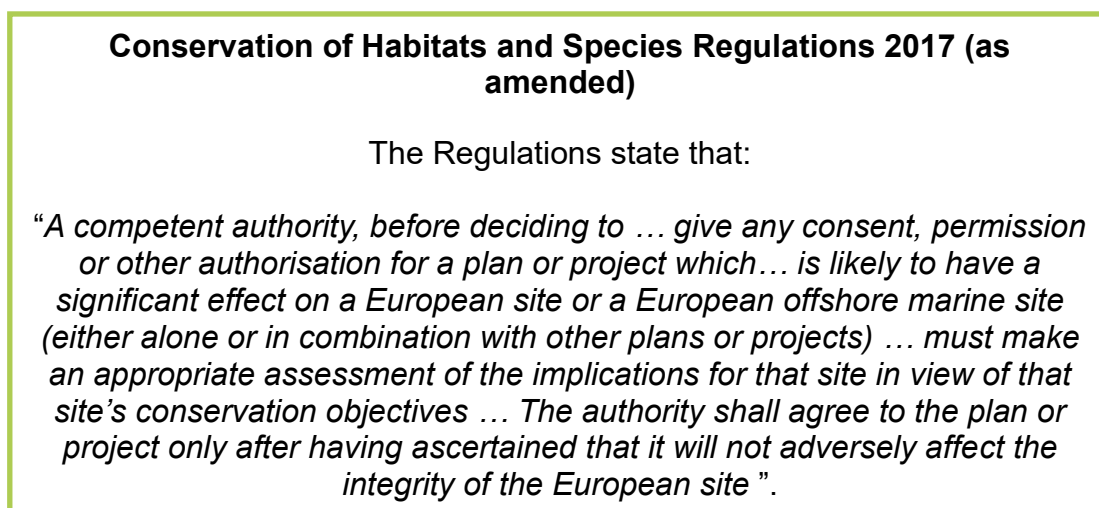 Conservation of Habitats and Species Regulations 2017 (as
amended)
The Regulations state that:
“A competent authority, before deciding to … give any consent, permission
or other authorisation for a plan or project which… is likely to have a
significant effect on a European site or a European offshore marine site
(either alone or in combination with other plans or projects) … must make
an appropriate assessment of the implications for that site in view of that
site’s conservation objectives … The authority shall agree to the plan or
project only after having ascertained that it will not adversely affect the
integrity of the European site ”.